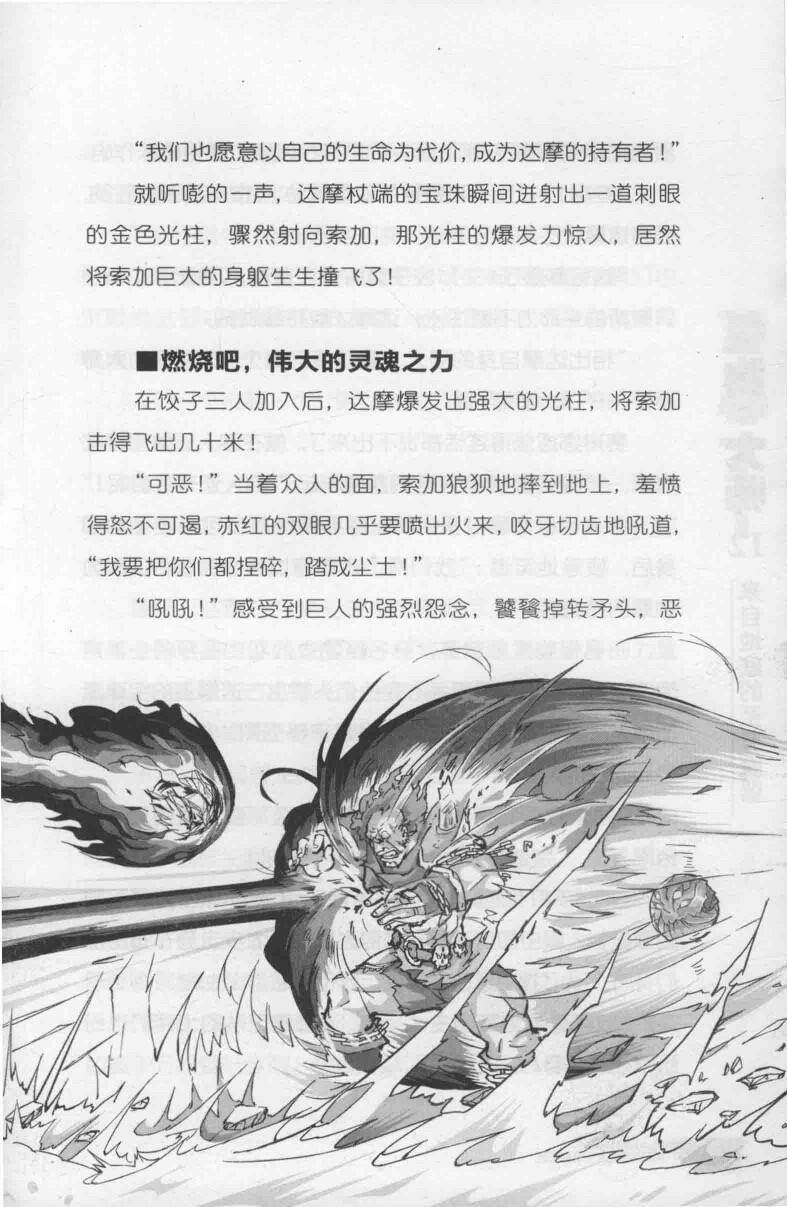 “我们也愿意以自己的生命为代价，成为达摩的持有者！”
就听嘭的一声，达摩杖端的宝珠瞬间迸射出一道刺眼
的金色光柱，骤然射向索加，那光柱的爆发力惊人，居然
将索加巨大的身躯生生撞飞了！
■燃烧吧，伟大的灵魂之力
在饺子三人加入后，达摩爆发出强大的光柱，将索加
击得飞出几十米！
“可恶！”当着众人的面，索加狼狈地摔到地上，羞愤
得怒不可遏，赤红的双眼几乎要喷出火来，咬牙切齿地吼道，
“我要把你们都捏碎，踏成尘土！”
“吼吼！”感受到巨人的强烈怨念，饕餮掉转矛头，恶